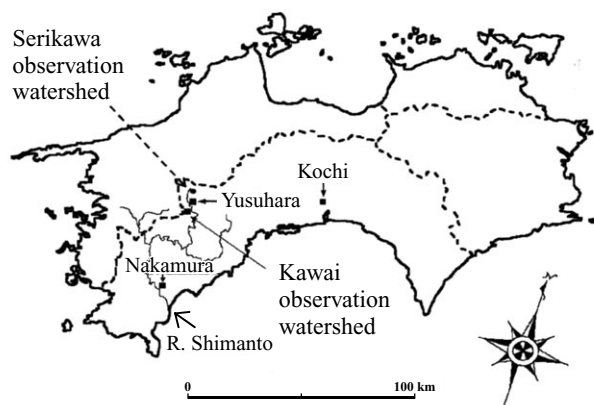 Serikawa
observation
watershed
Kochi
Yusuhara
Nakamura
Kawai
observation
watershed
R. Shimanto
0
100 km